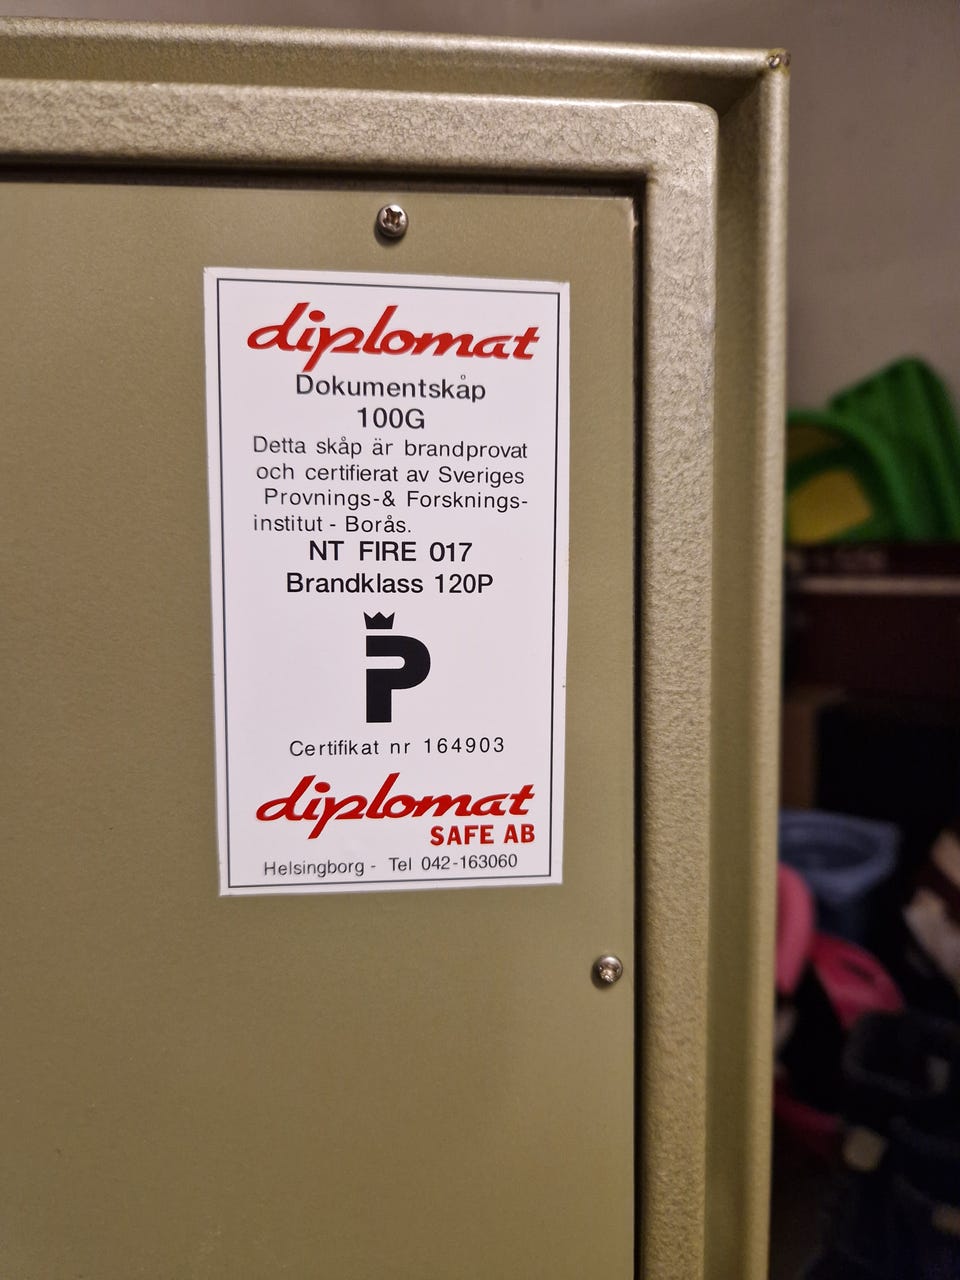 diplomat
Dokumentskåp
100G
Detta skåp är brandprovat
och certifierat av Sveriges
Provnings-& Forsknings-
institut - Borås.
NT FIRE 017
Brandklass 120P
P
Certifikat nr 164903
diplomat
SAFE AB
Helsingborg - Tel 042-163060